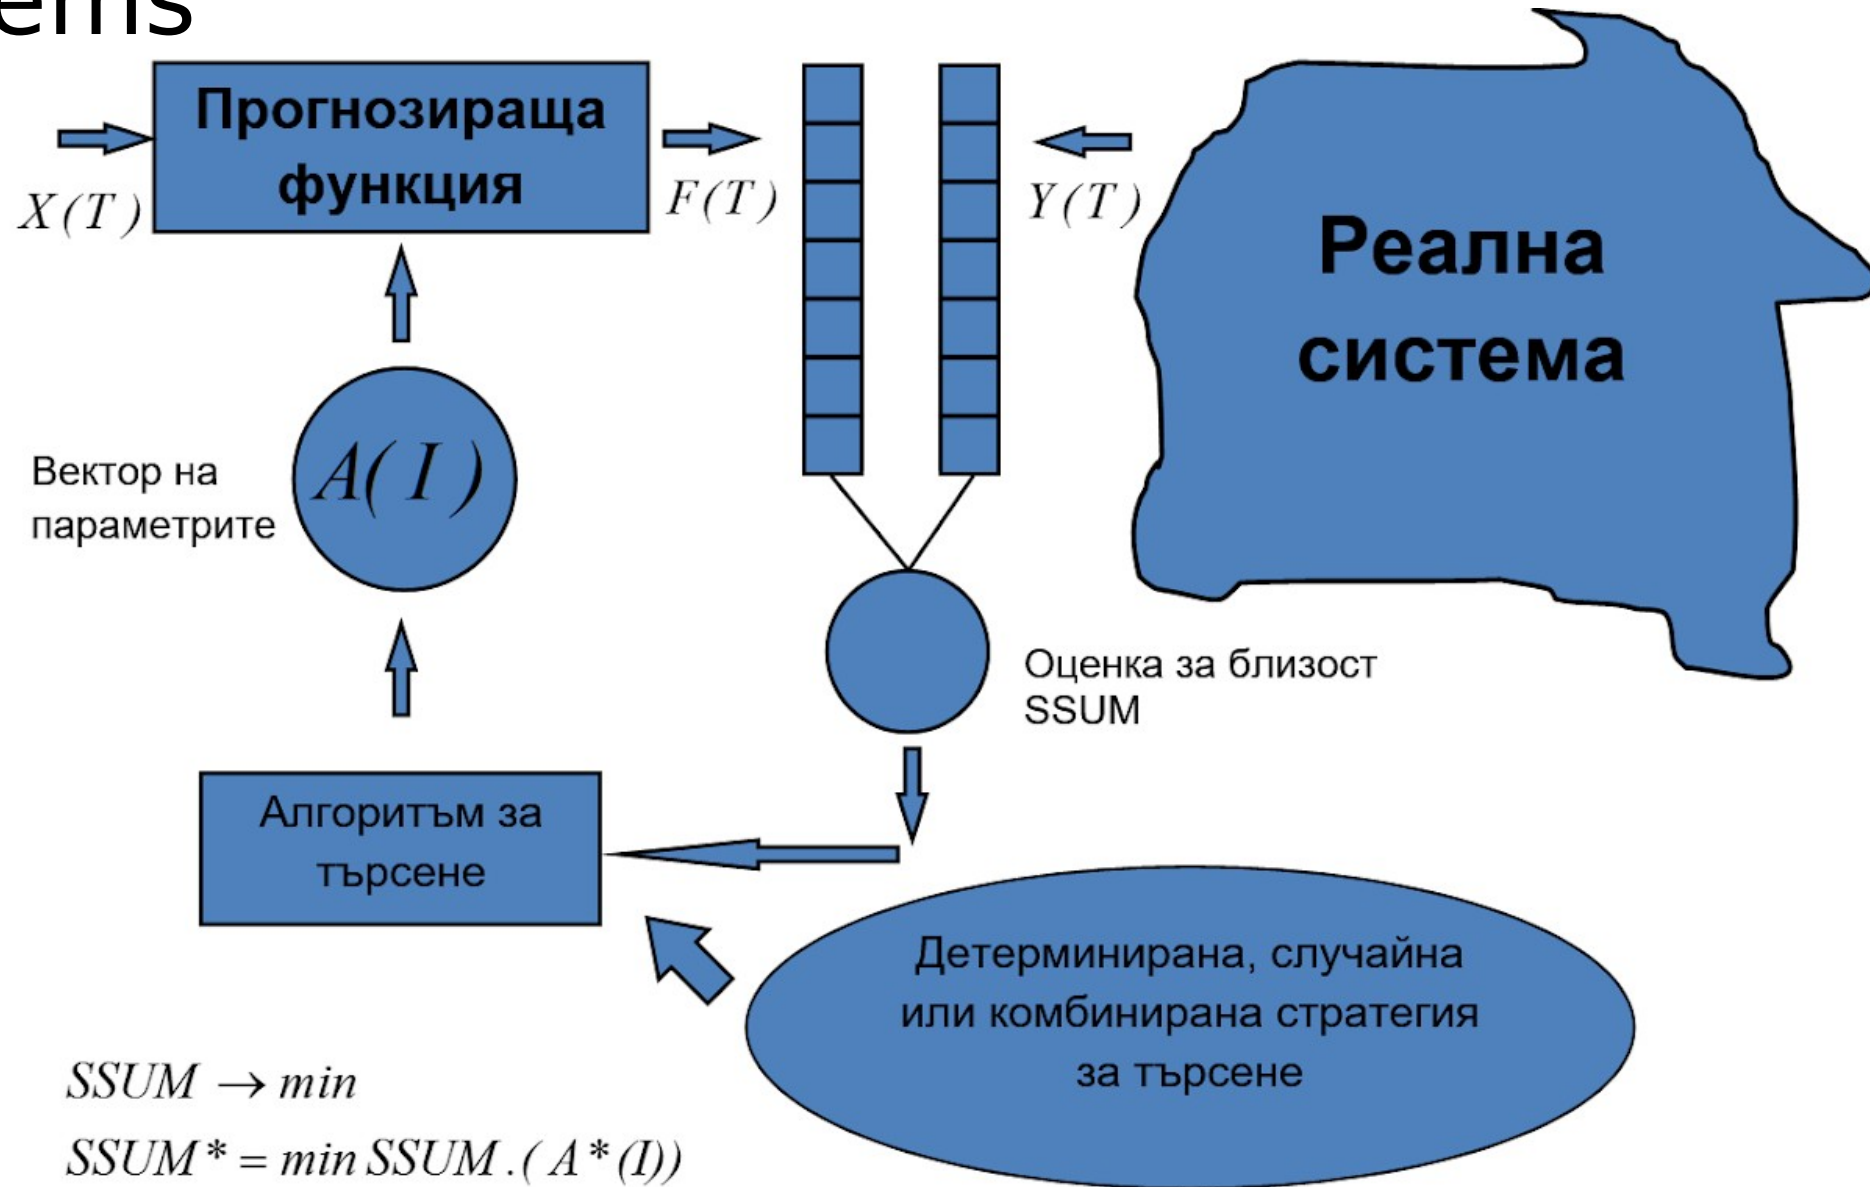 ems
Прогнозираща
функция
X(T)
F(T)
Y(T)
Реална
система
A( I )
Вектор на
параметрите
Оценка за близост
SSUM
Алгоритъм за
търсене
Детерминирана, случайна
или комбинирана стратегия
за търсене
SSUM → min
SSUM* = min SSUM.( A*(I))